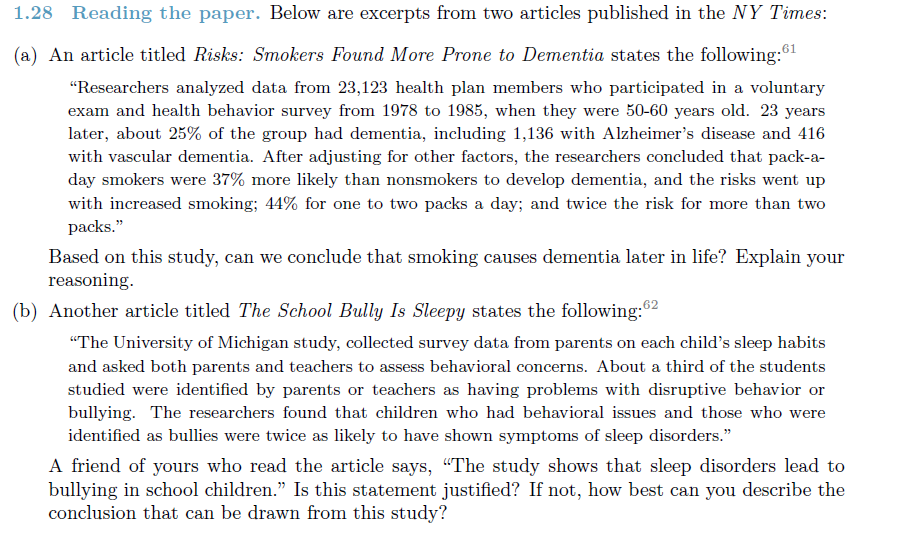 1.28 Reading the paper. Below are excerpts from two articles published in the NY Times:
(a) An article titled Risks: Smokers Found More Prone to Dementia states the following:61
“Researchers analyzed data from 23,123 health plan members who participated in a voluntary
exam and health behavior survey from 1978 to 1985, when they were 50-60 years old. 23 years
later, about 25% of the group had dementia, including 1,136 with Alzheimer’s disease and 416
with vascular dementia. After adjusting for other factors, the researchers concluded that pack-a-
day smokers were 37% more likely than nonsmokers to develop dementia, and the risks went up
with increased smoking; 44% for one to two packs a day; and twice the risk for more than two
packs.”
Based on this study, can we conclude that smoking causes dementia later in life? Explain your
reasoning.
(b) Another article titled The School Bully Is Sleepy states the following:62
“The University of Michigan study, collected survey data from parents on each child’s sleep habits
and asked both parents and teachers to assess behavioral concerns. About a third of the students
studied were identified by parents or teachers as having problems with disruptive behavior or
bullying. The researchers found that children who had behavioral issues and those who were
identified as bullies were twice as likely to have shown symptoms of sleep disorders.”
A friend of yours who read the article says, “The study shows that sleep disorders lead to
bullying in school children.” Is this statement justified? If not, how best can you describe the
conclusion that can be drawn from this study?